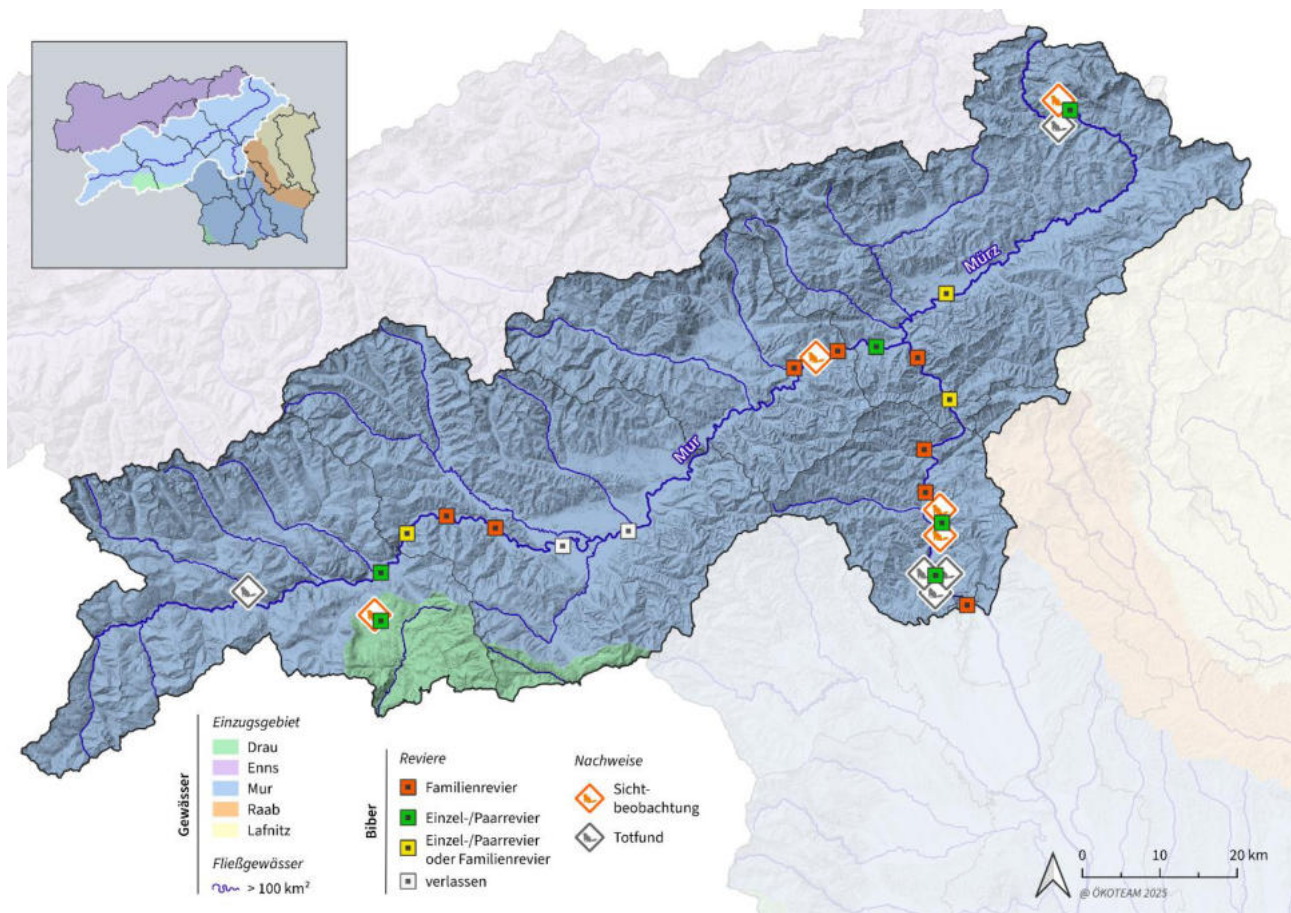 Mürz
Mur
Gewässer
Einzugsgebiet
Drau
Enns
Mur
Raab
Lafnitz
Fließgewässer
> 100 km²
Biber
Reviere
Familienrevier
Einzel-/Paarrevier
Einzel-/Paarrevier
oder Familienrevier
verlassen
Nachweise
Sicht-
beobachtung
Totfund
0 10 20 km
@ ÖKOTEAM 2025